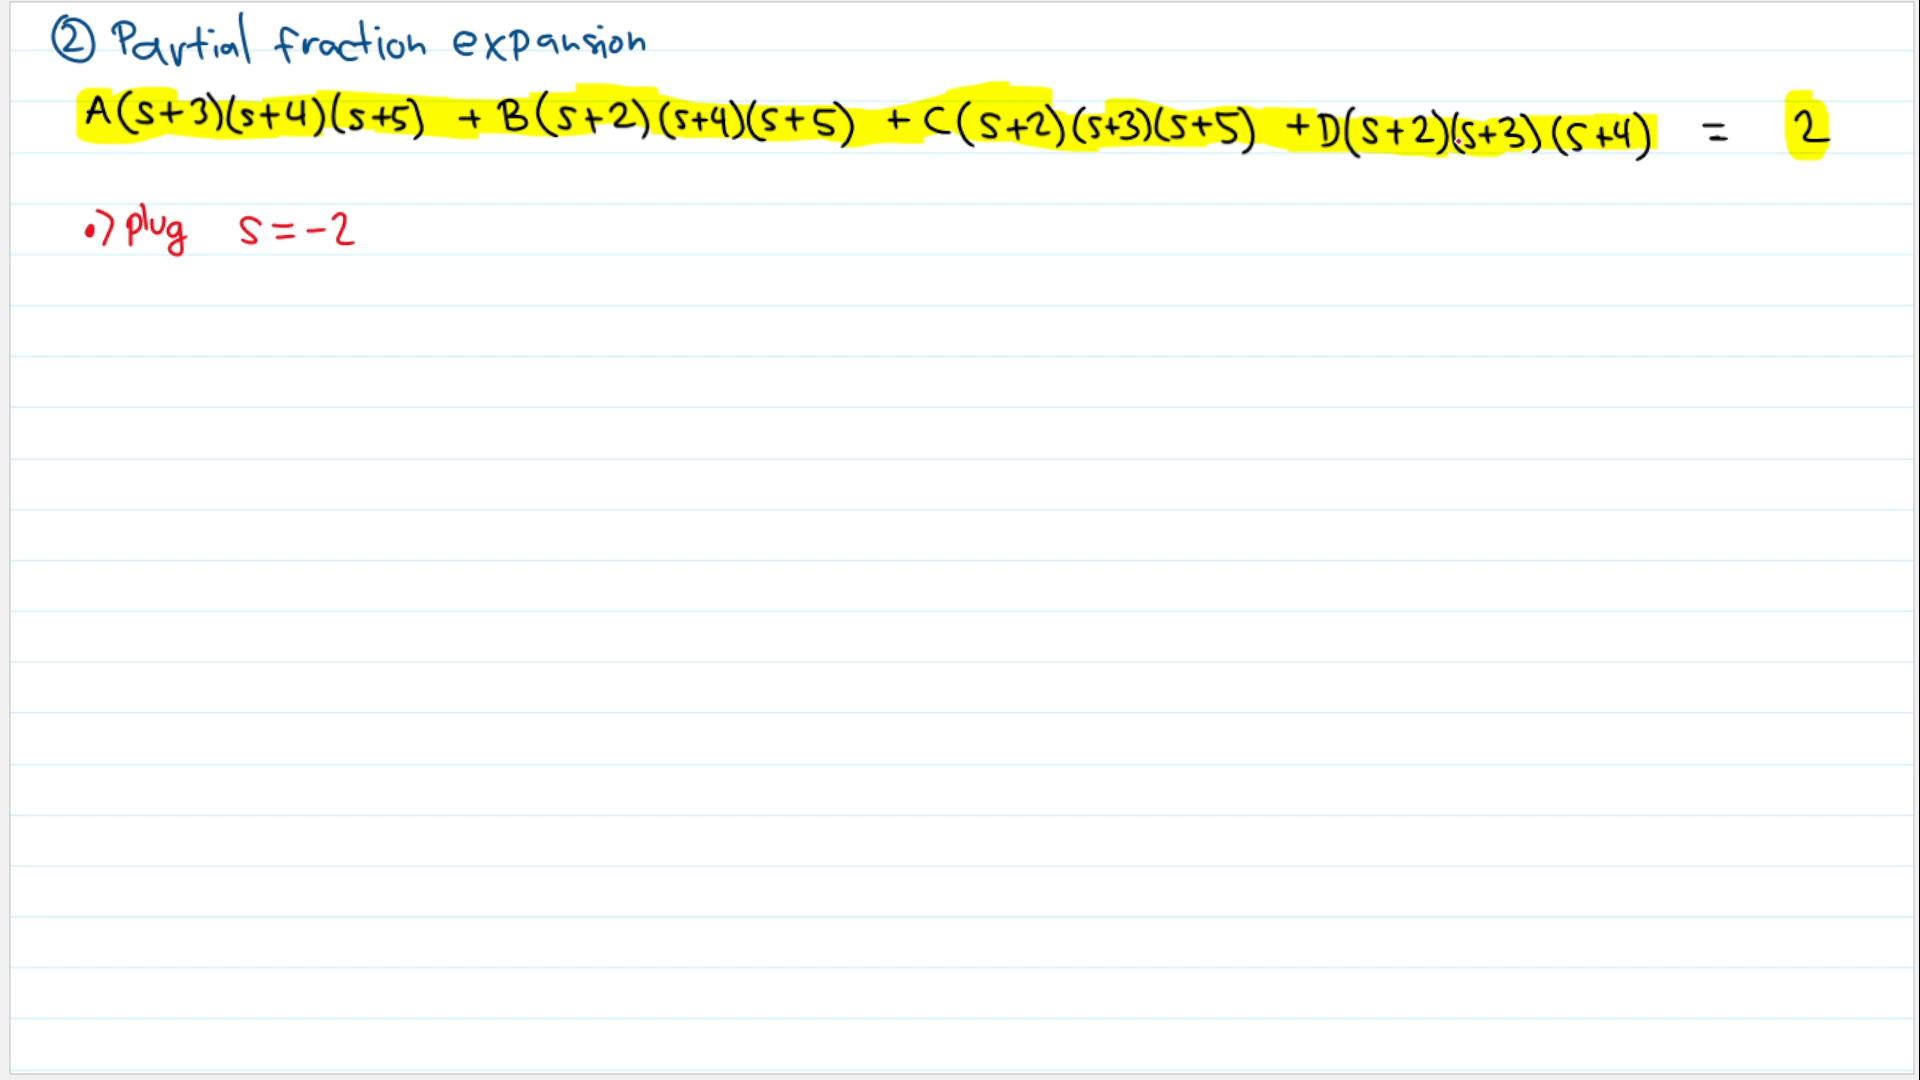 ② Partial fraction expansion
A(s+3)(s+4)(s+5) + B(s+2)(s+4)(s+5) + C(s+2)(s+3)(s+5) + D(s+2)(s+3)(s+4) = 2
•) plug s = -2